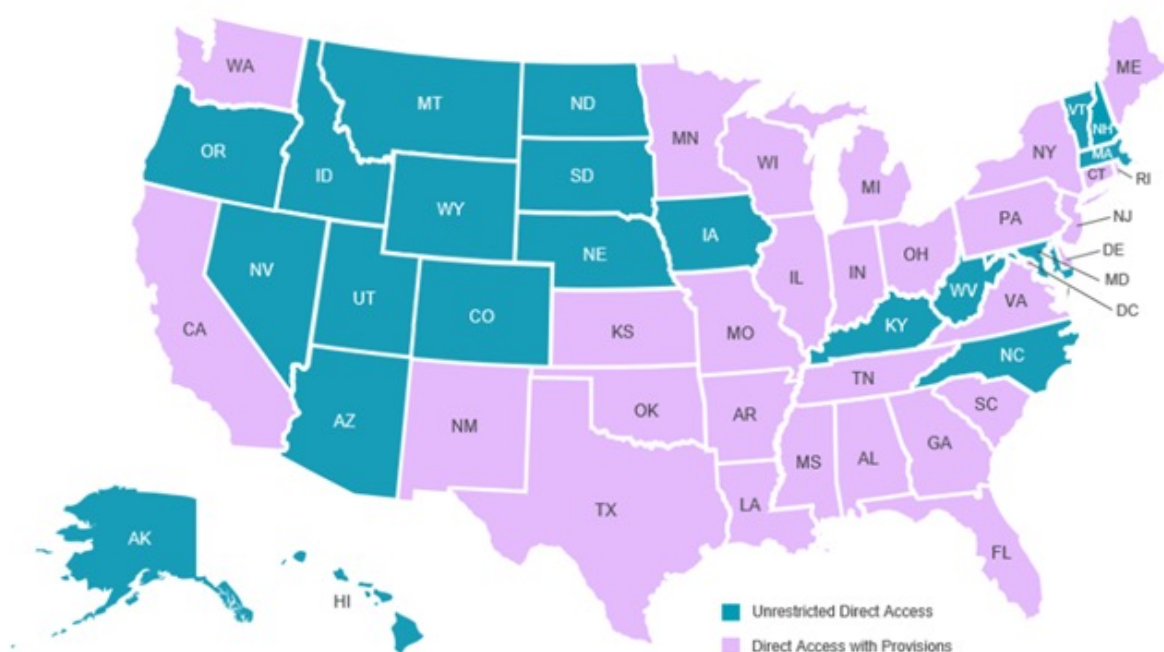 WA
MT
ND
MN
ME
VT
NH
OR
ID
SD
WI
NY
MA
WY
MI
CT
RI
IA
PA
NJ
NV
NE
OH
DE
UT
IL
IN
MD
CO
WV
VA
DC
CA
KS
MO
KY
NC
TN
AZ
NM
OK
AR
SC
MS
AL
GA
TX
LA
AK
FL
HI
Unrestricted Direct Access
Direct Access with Provisions